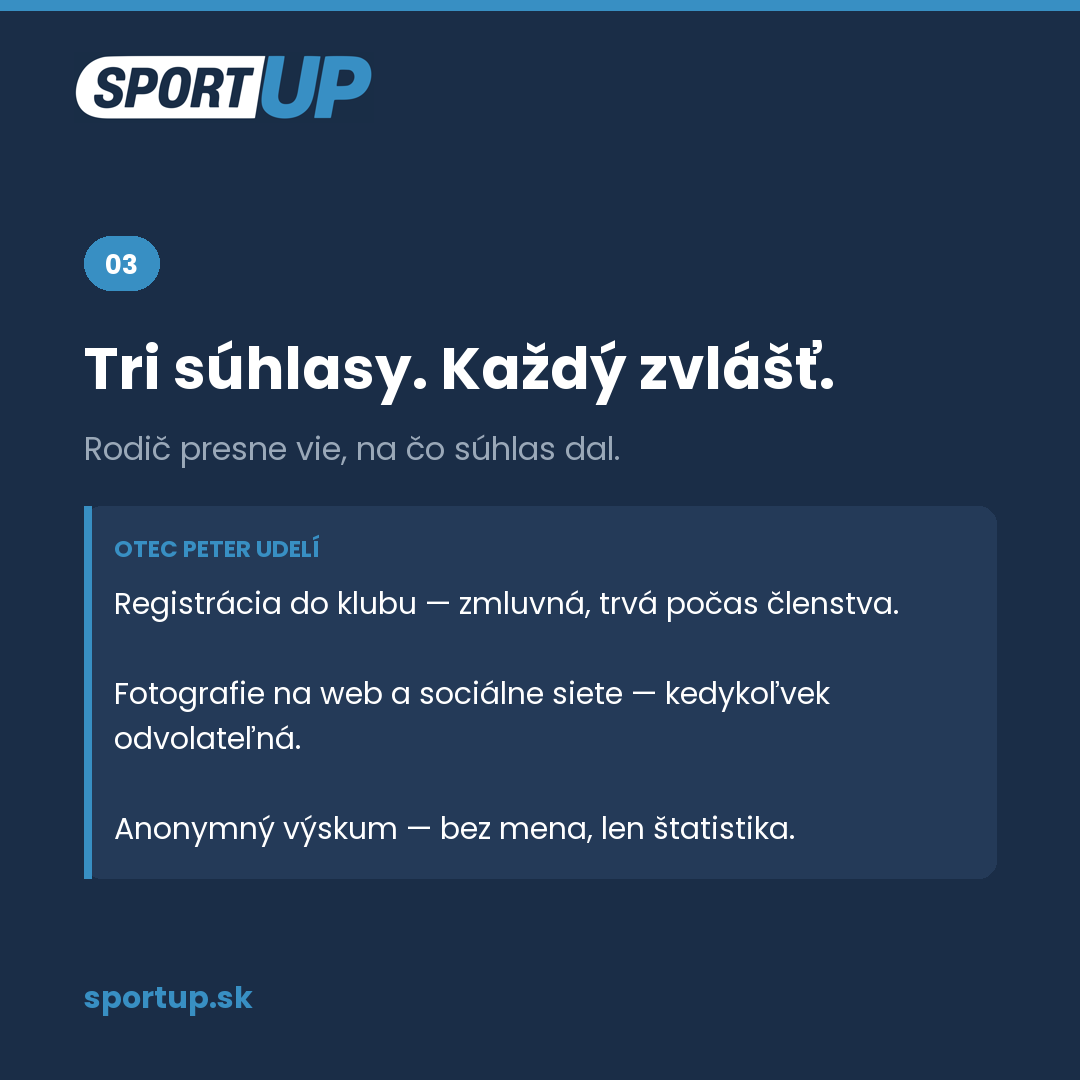 SPORTUP
03
Tri súhlasy. Každý zvlášť.
Rodič presne vie, na čo súhlas dal.
OTEC PETER UDELÍ
Registrácia do klubu — zmluvná, trvá počas členstva.
Fotografie na web a sociálne siete — kedykoľvek
odvolateľná.
Anonymný výskum — bez mena, len štatistika.
sportup.sk